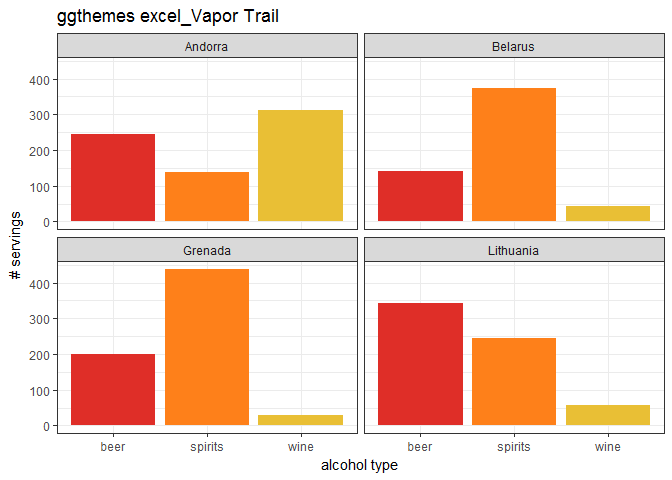 ggthemes excel_Vapor Trail
Andorra
Belarus
400
300
200
100
0
Grenada
Lithuania
400
300
200
100
0
# servings
beer
spirits
wine
beer
spirits
wine
alcohol type